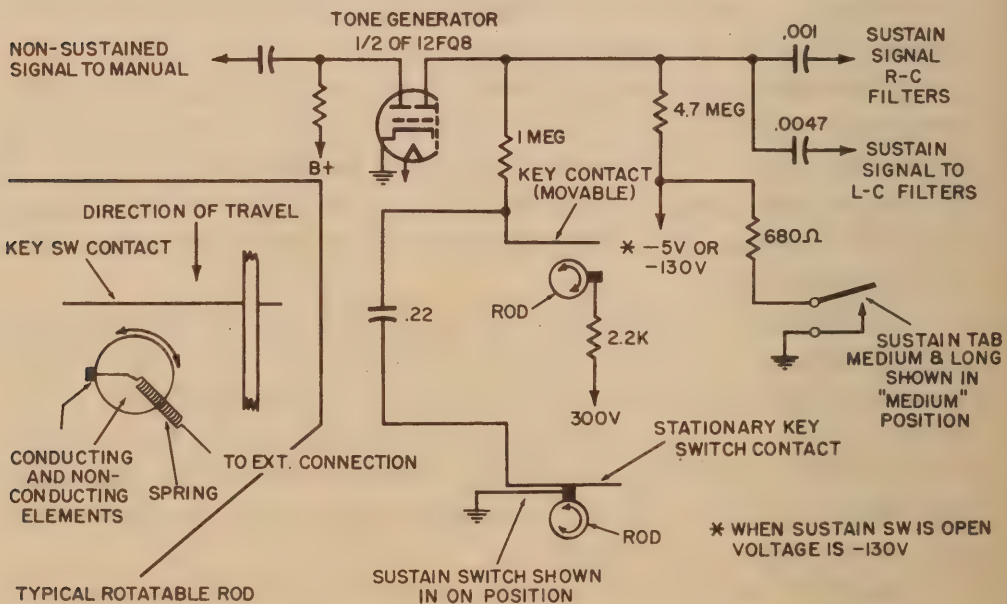 TONE GENERATOR
1/2 OF 12FQ8
NON-SUSTAINED
SIGNAL TO MANUAL
.001
SUSTAIN
SIGNAL
R-C
FILTERS
4.7 MEG
.0047
SUSTAIN
SIGNAL TO
L-C FILTERS
1 MEG
B+
KEY CONTACT
(MOVABLE)
DIRECTION OF TRAVEL
KEY SW CONTACT
* -5V OR
-130V
680Ω
ROD
.22
2.2K
SUSTAIN TAB
MEDIUM & LONG
SHOWN IN
"MEDIUM"
POSITION
300V
STATIONARY KEY
SWITCH CONTACT
CONDUCTING
AND NON-
CONDUCTING
ELEMENTS
SPRING
TO EXT. CONNECTION
ROD
* WHEN SUSTAIN SW IS OPEN
VOLTAGE IS -130V
TYPICAL ROTATABLE ROD
SUSTAIN SWITCH SHOWN
IN ON POSITION